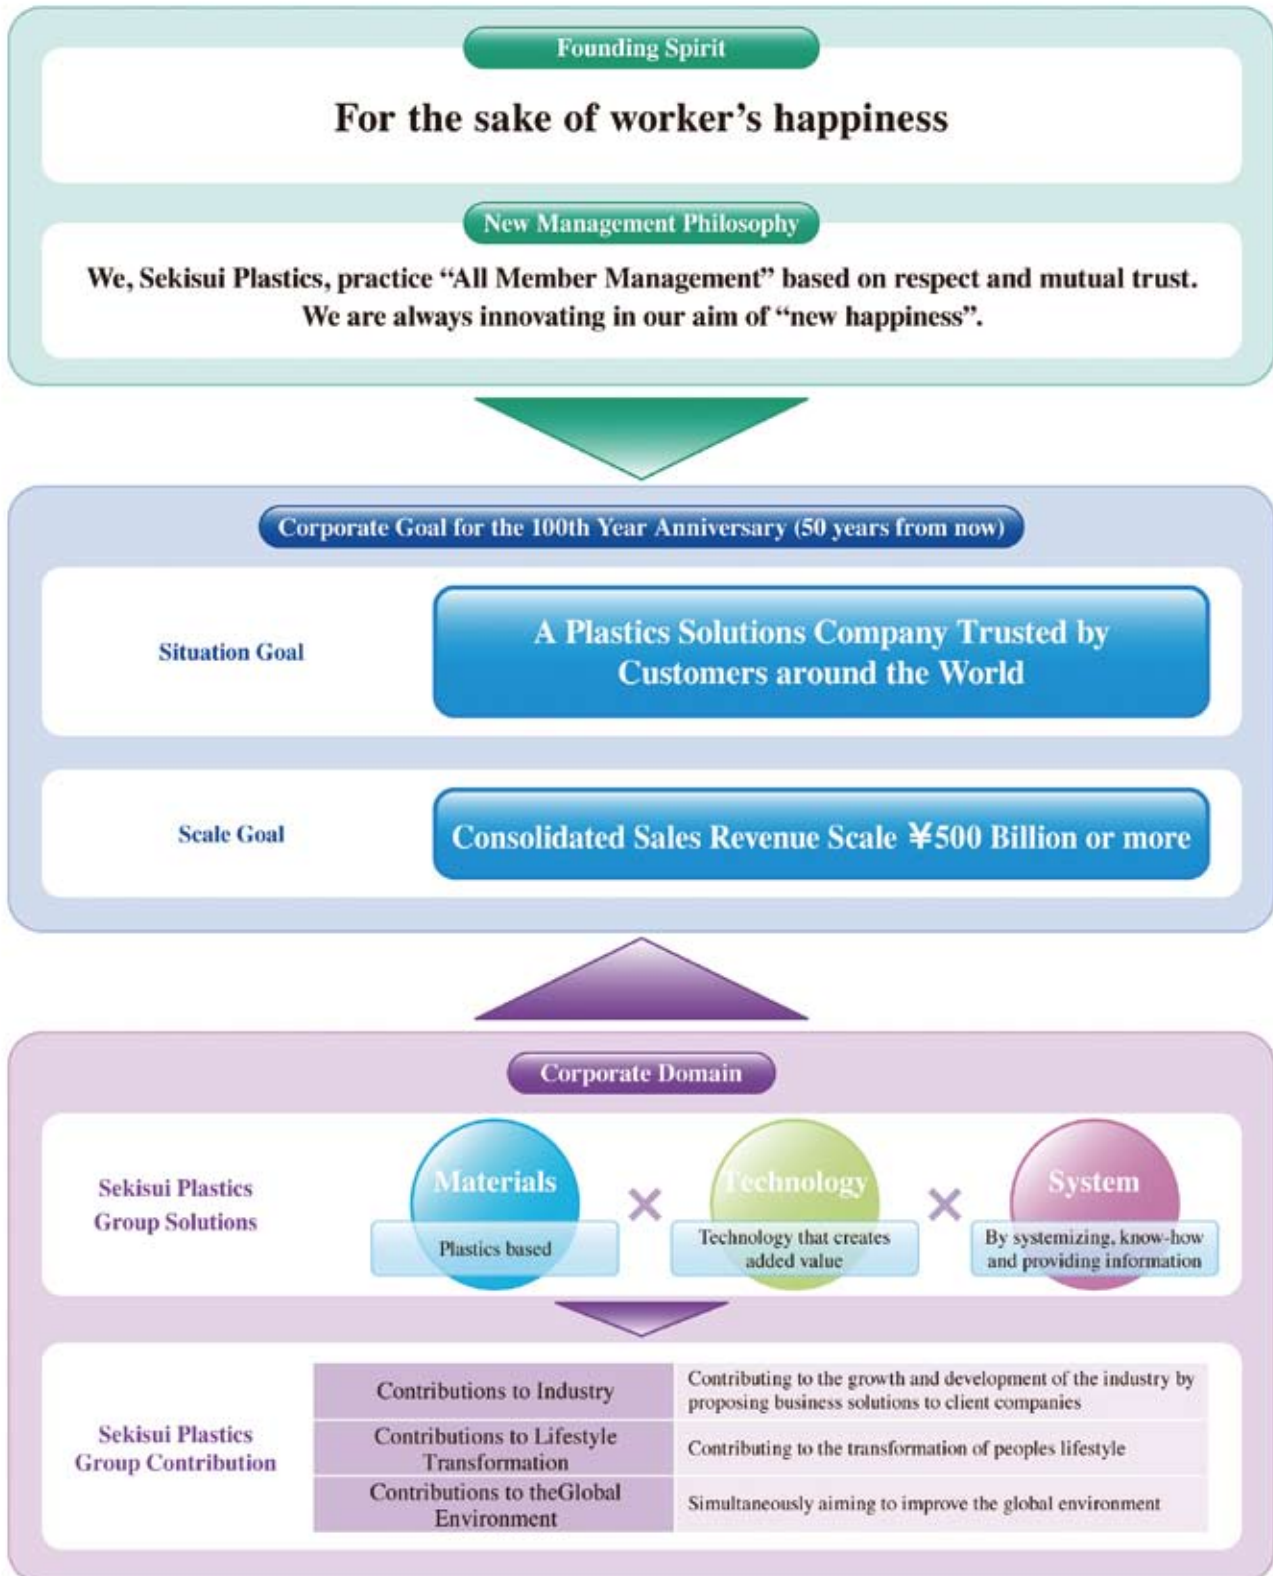 Founding Spirit
For the sake of worker’s happiness
New Management Philosophy
We, Sekisui Plastics, practice “All Member Management” based on respect and mutual trust.
We are always innovating in our aim of “new happiness”.
Corporate Goal for the 100th Year Anniversary (50 years from now)
Situation Goal
A Plastics Solutions Company Trusted by
Customers around the World
Scale Goal
Consolidated Sales Revenue Scale ¥500 Billion or more
Corporate Domain
Sekisui Plastics
Group Solutions
Materials
Plastics based
×
Technology
Technology that creates
added value
×
System
By systemizing, know-how
and providing information
Sekisui Plastics
Group Contribution
Contributions to Industry
Contributing to the growth and development of the industry by
proposing business solutions to client companies
Contributions to Lifestyle
Transformation
Contributing to the transformation of peoples lifestyle
Contributions to theGlobal
Environment
Simultaneously aiming to improve the global environment